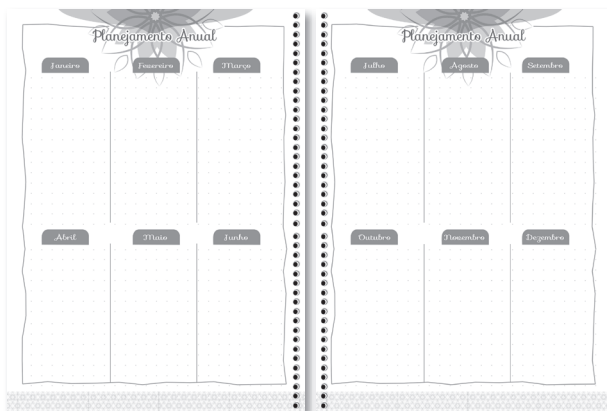 Planejamento Anual
Janeiro Fevereiro Março
Abril Maio Junho
Planejamento Anual
Julho Agosto Setembro
Outubro Novembro Dezembro